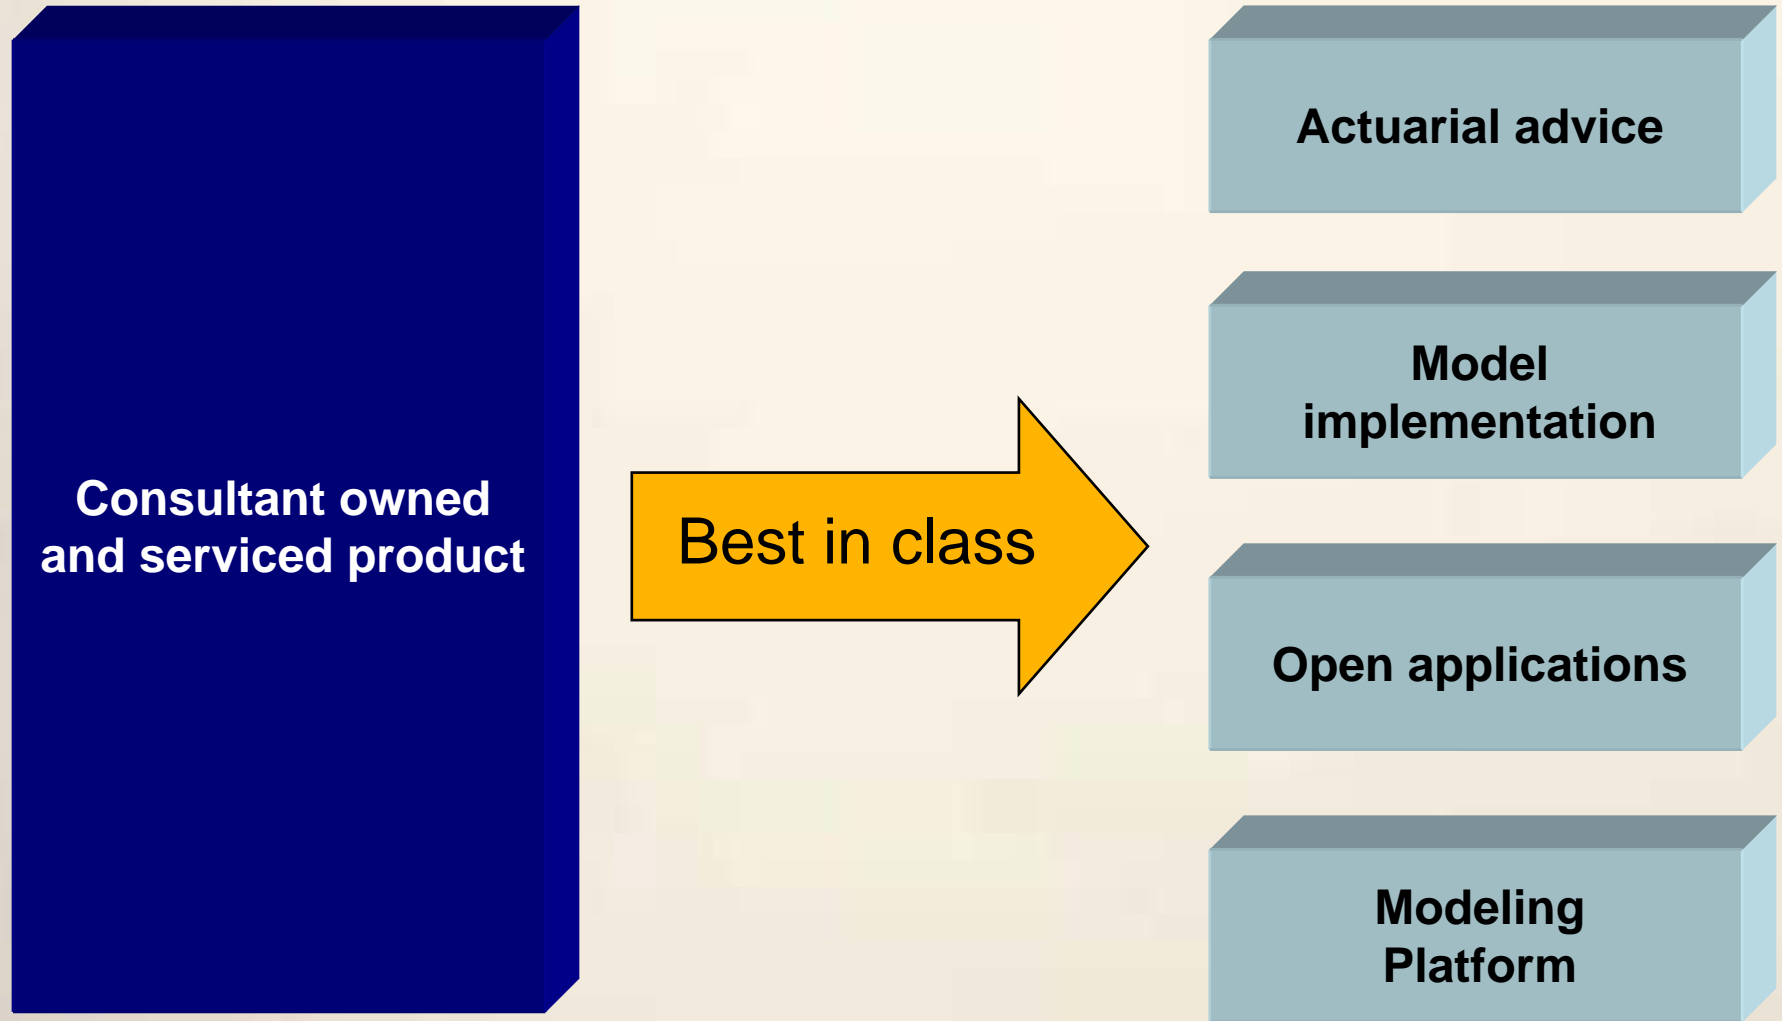 Consultant owned
and serviced product
Best in class
Actuarial advice
Model
implementation
Open applications
Modeling
Platform